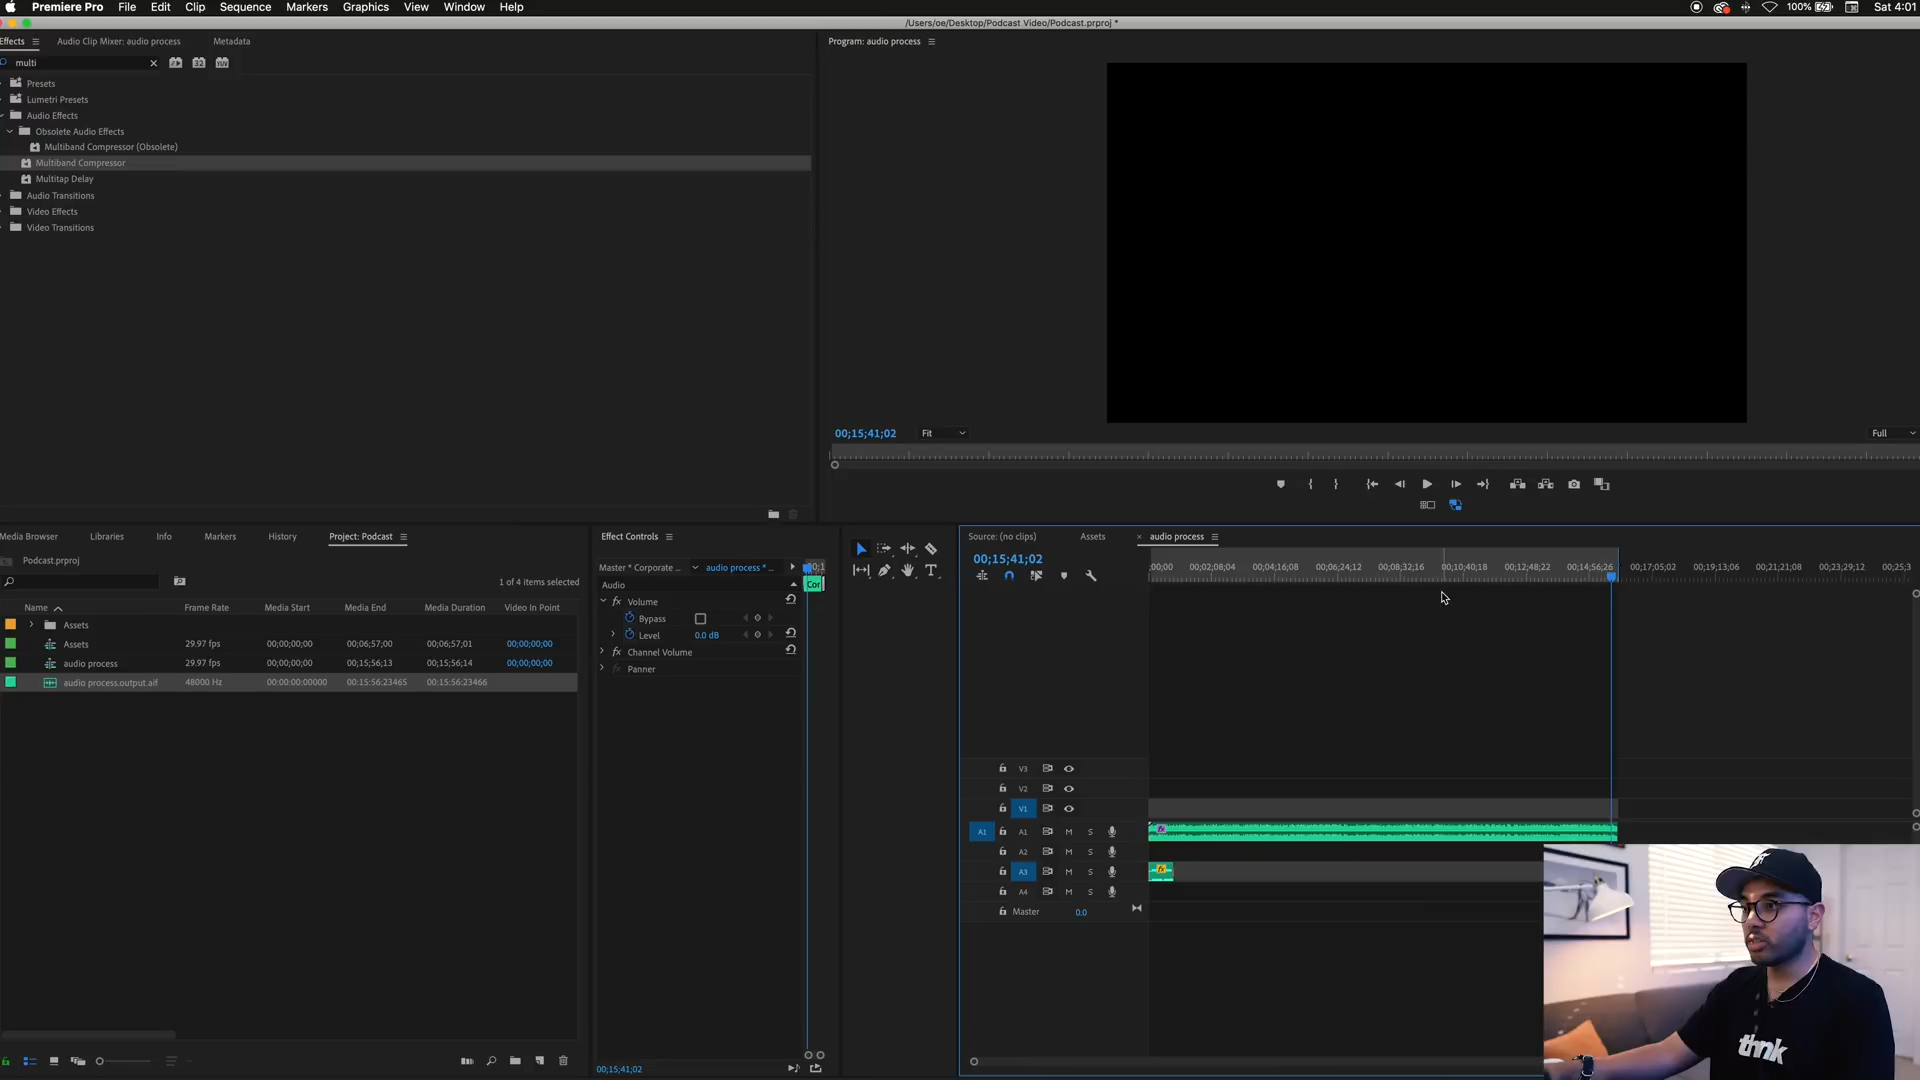 Premiere Pro File Edit Clip Sequence Markers Graphics View Window Help 100% Sat 4:01
/Users/oe/Desktop/Podcast Video/Podcast.prproj *
Effects Audio Clip Mixer: audio process Metadata
multi
Presets
Lumetri Presets
Audio Effects
Obsolete Audio Effects
Multiband Compressor (Obsolete)
Multiband Compressor
Multitap Delay
Audio Transitions
Video Effects
Video Transitions
Program: audio process
00;15;41;02 Fit Full
Media Browser Libraries Info Markers History Project: Podcast
Podcast.prproj
1 of 4 items selected
Name Frame Rate Media Start Media End Media Duration Video In Point
Assets
Assets 29.97 fps 00;00;00;00 00;06;57;00 00;06;57;01 00;00;00;00
audio process 29.97 fps 00;00;00;00 00;15;56;13 00;15;56;14 00;00;00;00
audio process.output.aif 48000 Hz 00:00:00:00000 00:15:56:23465 00:15:56:23466
Effect Controls
Master * Corporate ... audio process * ...
Audio
Cor
fx Volume
Bypass
Level 0.0 dB
fx Channel Volume
fx Panner
00;15;41;02
Source: (no clips) Assets × audio process
00;15;41;02
;00;00 00;02;08;04 00;04;16;08 00;06;24;12 00;08;32;16 00;10;40;18 00;12;48;22 00;14;56;26 00;17;05;02 00;19;13;06 00;21;21;08 00;23;29;12 00;25;3
V3
V2
V1
A1 A1 M S fx
A2 M S
A3 M S fx
A4 M S
Master 0.0
thnk